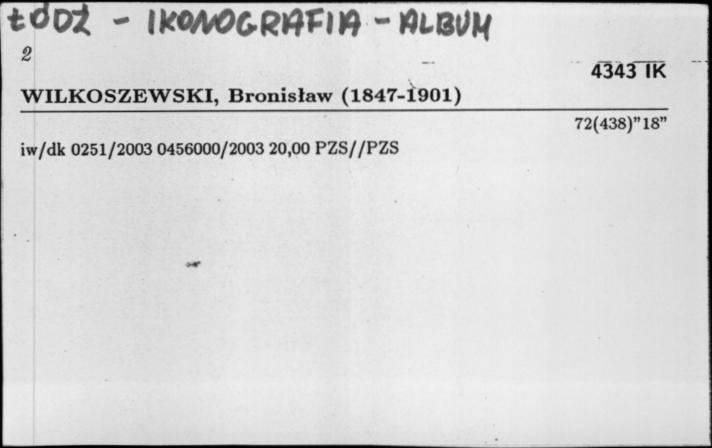 ŁÓDŹ - IKONOGRAFIA - ALBUM
2
4343 IK
WILKOSZEWSKI, Bronisław (1847-1901)
72(438)"18"
iw/dk 0251/2003 0456000/2003 20,00 PZS//PZS